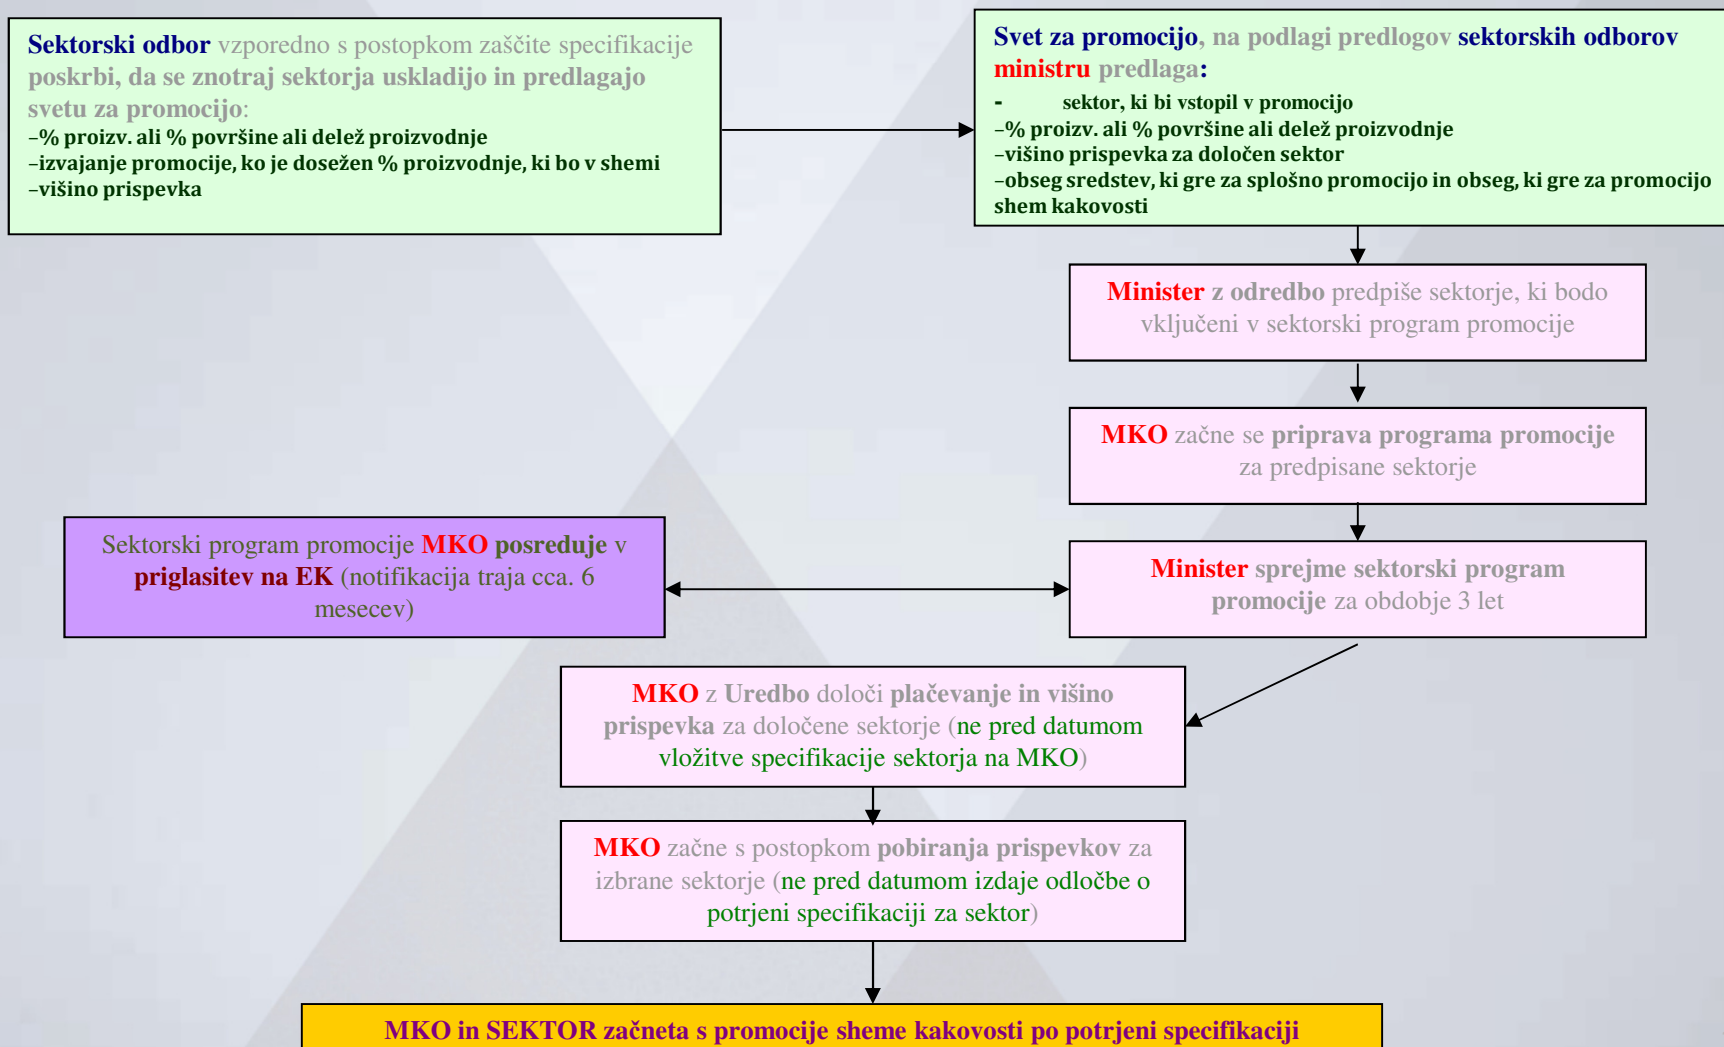 Sektorski odbor vzporedno s postopkom zaščite specifikacije
poskrbi, da se znotraj sektorja uskladijo in predlagajo
svetu za promocijo:
–% proizv. ali % površine ali delež proizvodnje
–izvajanje promocije, ko je dosežen % proizvodnje, ki bo v shemi
–višino prispevka
Svet za promocijo, na podlagi predlogov sektorskih odborov
ministru predlaga:
- sektor, ki bi vstopil v promocijo
–% proizv. ali % površine ali delež proizvodnje
–višino prispevka za določen sektor
–obseg sredstev, ki gre za splošno promocijo in obseg, ki gre za promocijo
shem kakovosti
Minister z odredbo predpiše sektorje, ki bodo
vključeni v sektorski program promocije
MKO začne se priprava programa promocije
za predpisane sektorje
Sektorski program promocije MKO posreduje v
priglasitev na EK (notifikacija traja cca. 6
mesecev)
Minister sprejme sektorski program
promocije za obdobje 3 let
MKO z Uredbo določi plačevanje in višino
prispevka za določene sektorje (ne pred datumom
vložitve specifikacije sektorja na MKO)
MKO začne s postopkom pobiranja prispevkov za
izbrane sektorje (ne pred datumom izdaje odločbe o
potrjeni specifikaciji za sektor)
MKO in SEKTOR začneta s promocije sheme kakovosti po potrjeni specifikaciji